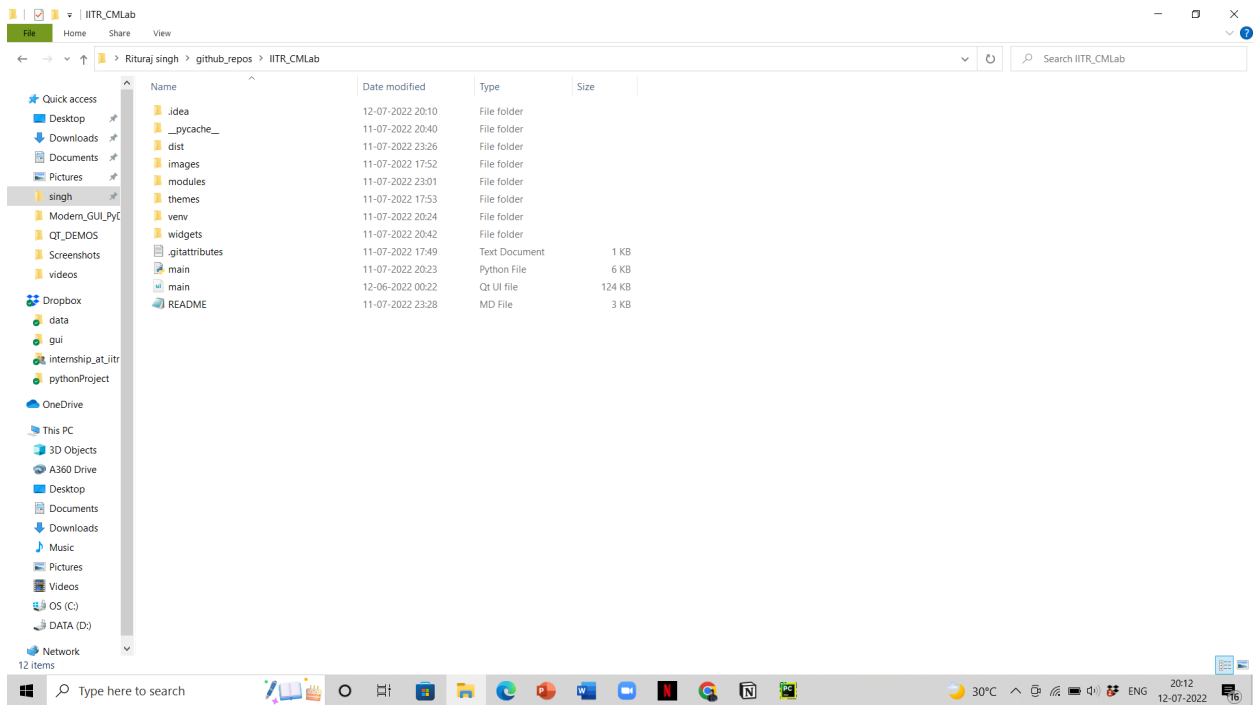 IITR_CMLab
File Home Share View
Rituraj singh > github_repos > IITR_CMLab
Search IITR_CMLab
Name Date modified Type Size
Quick access
Desktop
Downloads
Documents
Pictures
singh
Modern_GUI_PyD
QT_DEMOS
Screenshots
videos
Dropbox
data
gui
internship_at_iitr
pythonProject
OneDrive
This PC
3D Objects
A360 Drive
Desktop
Documents
Downloads
Music
Pictures
Videos
OS (C:)
DATA (D:)
Network
.idea 12-07-2022 20:10 File folder
__pycache__ 11-07-2022 20:40 File folder
dist 11-07-2022 23:26 File folder
images 11-07-2022 17:52 File folder
modules 11-07-2022 23:01 File folder
themes 11-07-2022 17:53 File folder
venv 11-07-2022 20:24 File folder
widgets 11-07-2022 20:42 File folder
.gitattributes 11-07-2022 17:49 Text Document 1 KB
main 11-07-2022 20:23 Python File 6 KB
main 12-06-2022 00:22 Qt UI file 124 KB
README 11-07-2022 23:28 MD File 3 KB
12 items
Type here to search
30°C
ENG
20:12
12-07-2022
16